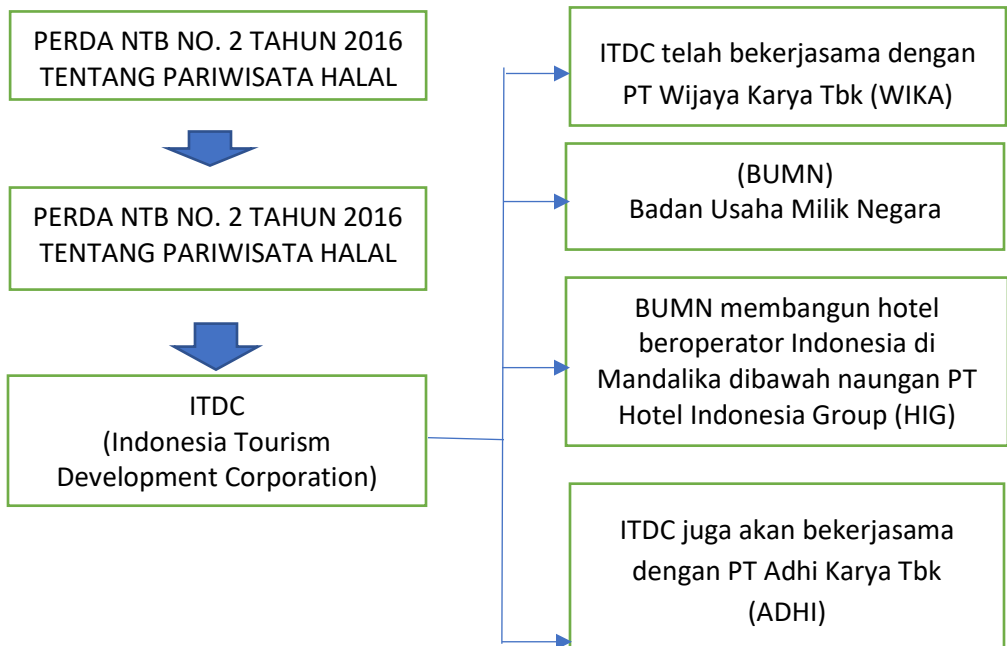 PERDA NTB NO. 2 TAHUN 2016
TENTANG PARIWISATA HALAL
PERDA NTB NO. 2 TAHUN 2016
TENTANG PARIWISATA HALAL
ITDC
(Indonesia Tourism
Development Corporation)
ITDC telah bekerjasama dengan
PT Wijaya Karya Tbk (WIKA)
(BUMN)
Badan Usaha Milik Negara
BUMN membangun hotel
beroperator Indonesia di
Mandalika dibawah naungan PT
Hotel Indonesia Group (HIG)
ITDC juga akan bekerjasama
dengan PT Adhi Karya Tbk
(ADHI)